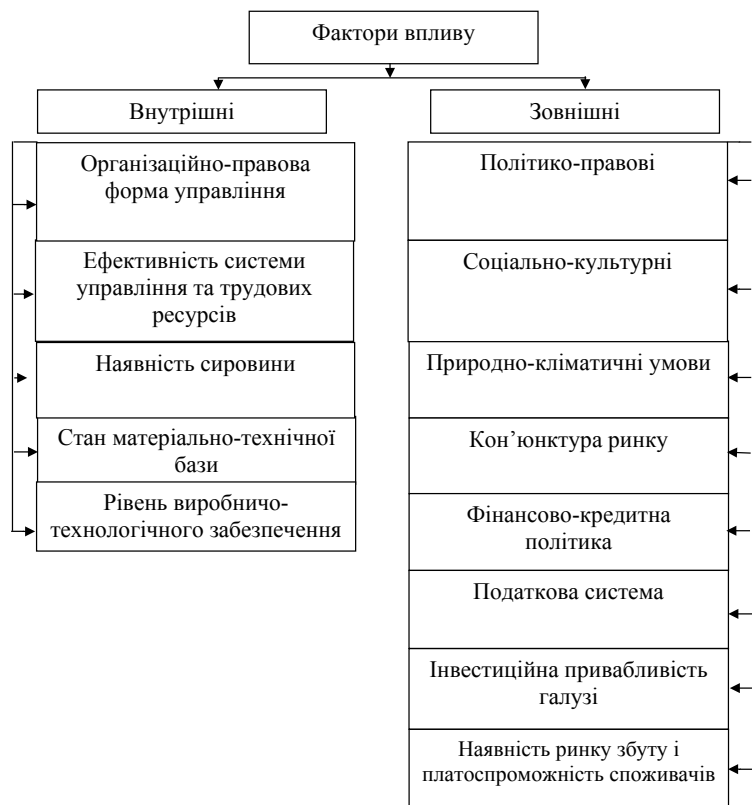 Фактори впливу
Внутрішні
Організаційно-правова
форма управління
Ефективність системи
управління та трудових
ресурсів
Наявність сировини
Стан матеріально-технічної
бази
Рівень виробничо-
технологічного забезпечення
Зовнішні
Політико-правові
Соціально-культурні
Природно-кліматичні умови
Кон’юнктура ринку
Фінансово-кредитна
політика
Податкова система
Інвестиційна привабливість
галузі
Наявність ринку збуту і
платоспроможність споживачів